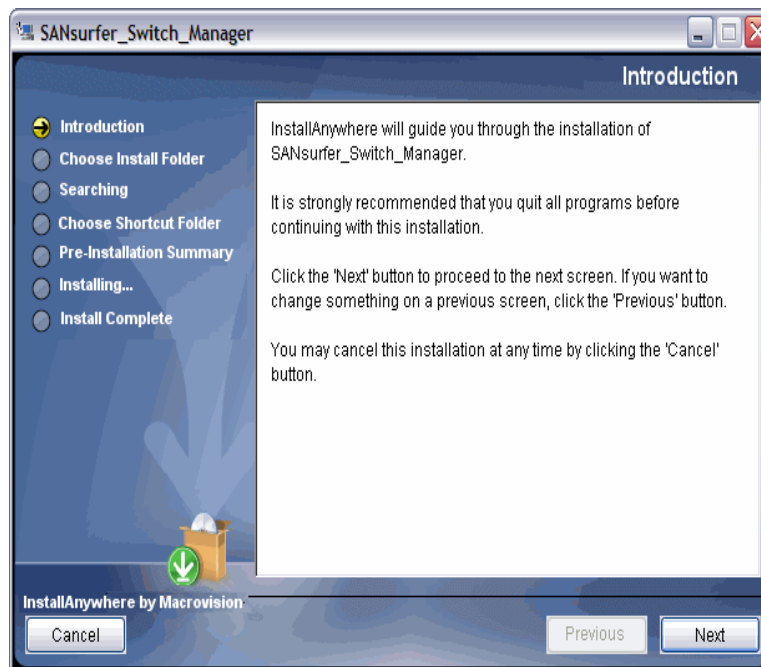 SANsurfer_Switch_Manager
Introduction
Introduction
Choose Install Folder
Searching
Choose Shortcut Folder
Pre-Installation Summary
Installing...
Install Complete
InstallAnywhere will guide you through the installation of
SANsurfer_Switch_Manager.
It is strongly recommended that you quit all programs before
continuing with this installation.
Click the 'Next' button to proceed to the next screen. If you want to
change something on a previous screen, click the 'Previous' button.
You may cancel this installation at any time by clicking the 'Cancel'
button.
InstallAnywhere by Macrovision
Cancel
Previous
Next